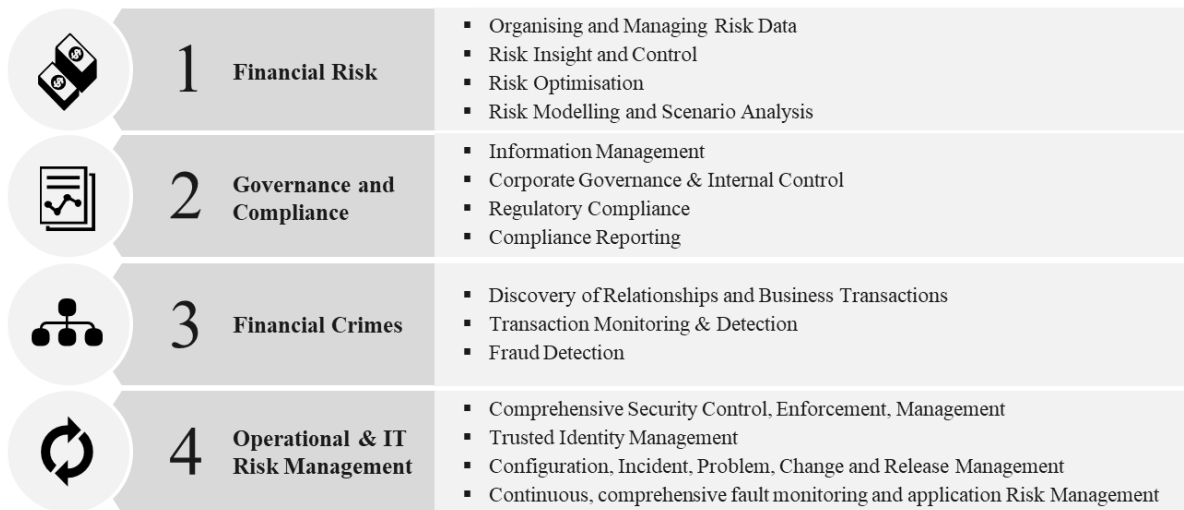 1
Financial Risk
▪ Organising and Managing Risk Data
▪ Risk Insight and Control
▪ Risk Optimisation
▪ Risk Modelling and Scenario Analysis
2
Governance and
Compliance
▪ Information Management
▪ Corporate Governance & Internal Control
▪ Regulatory Compliance
▪ Compliance Reporting
3
Financial Crimes
▪ Discovery of Relationships and Business Transactions
▪ Transaction Monitoring & Detection
▪ Fraud Detection
4
Operational & IT
Risk Management
▪ Comprehensive Security Control, Enforcement, Management
▪ Trusted Identity Management
▪ Configuration, Incident, Problem, Change and Release Management
▪ Continuous, comprehensive fault monitoring and application Risk Management